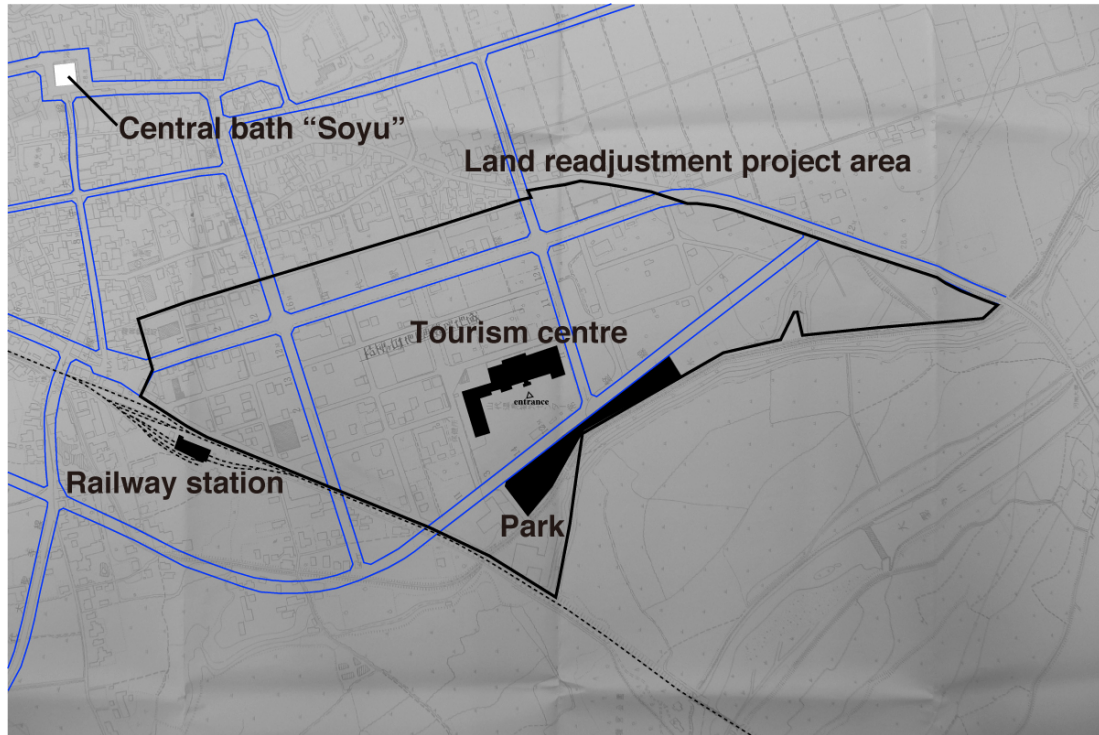 Central bath “Soyu”
Land readjustment project area
Tourism centre
entrance
Railway station
Park